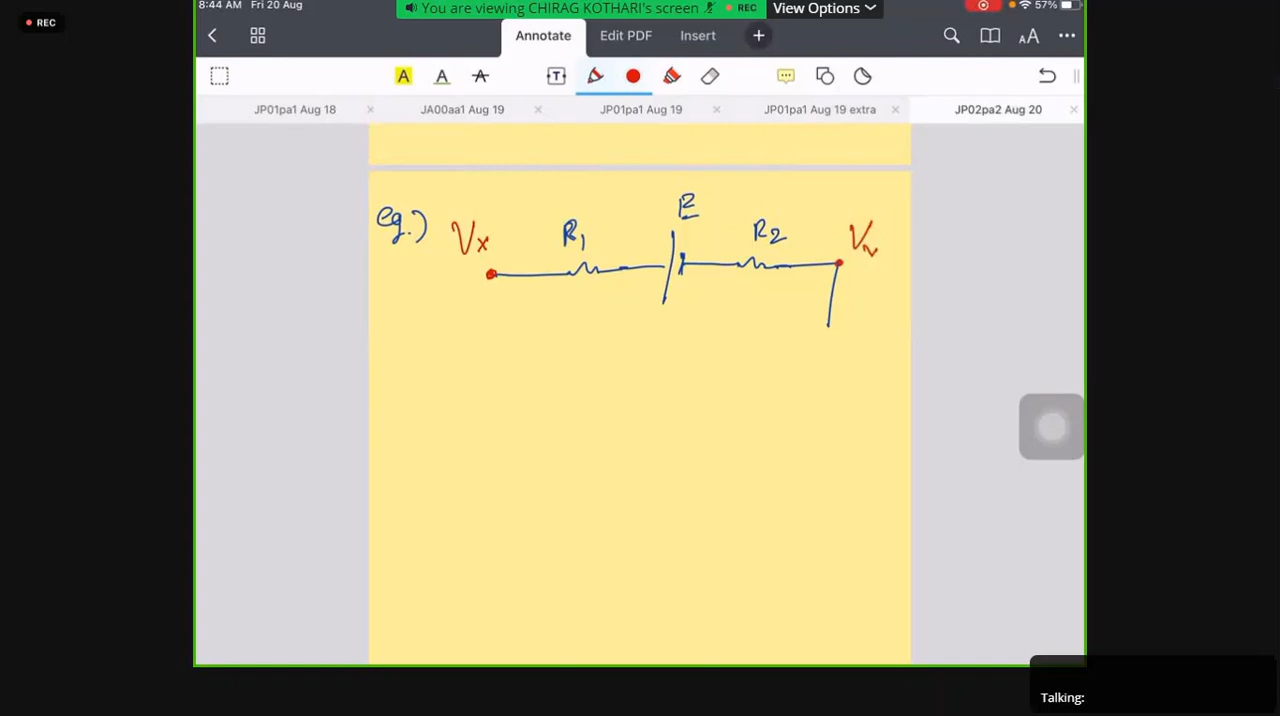 8:44 AM Fri 20 Aug
You are viewing CHIRAG KOTHARI's screen
REC
View Options
57%
REC
Annotate
Edit PDF
Insert
AA
A A A T
JP01pa1 Aug 18
JA00aa1 Aug 19
JP01pa1 Aug 19
JP01pa1 Aug 19 extra
JP02pa2 Aug 20
eg.)
Vx
R1
E
R2
Talking: